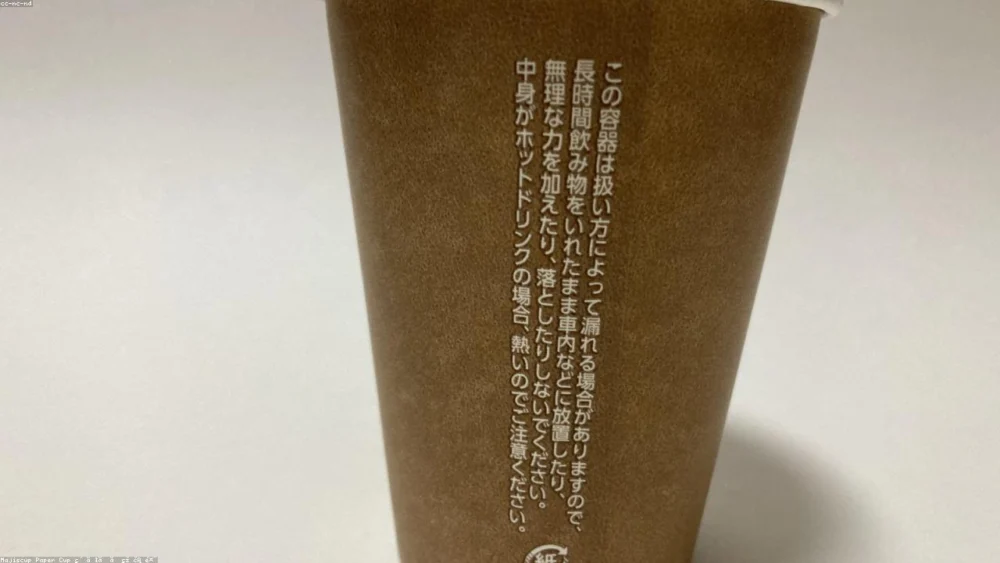 cc-nc-nd
この容器は扱い方によって漏れる場合がありますので、
長時間飲み物をいれたまま車内などに放置したり、
無理な力を加えたり、落としたりしないでください。
中身がホットドリンクの場合、熱いのでご注意ください。
紙